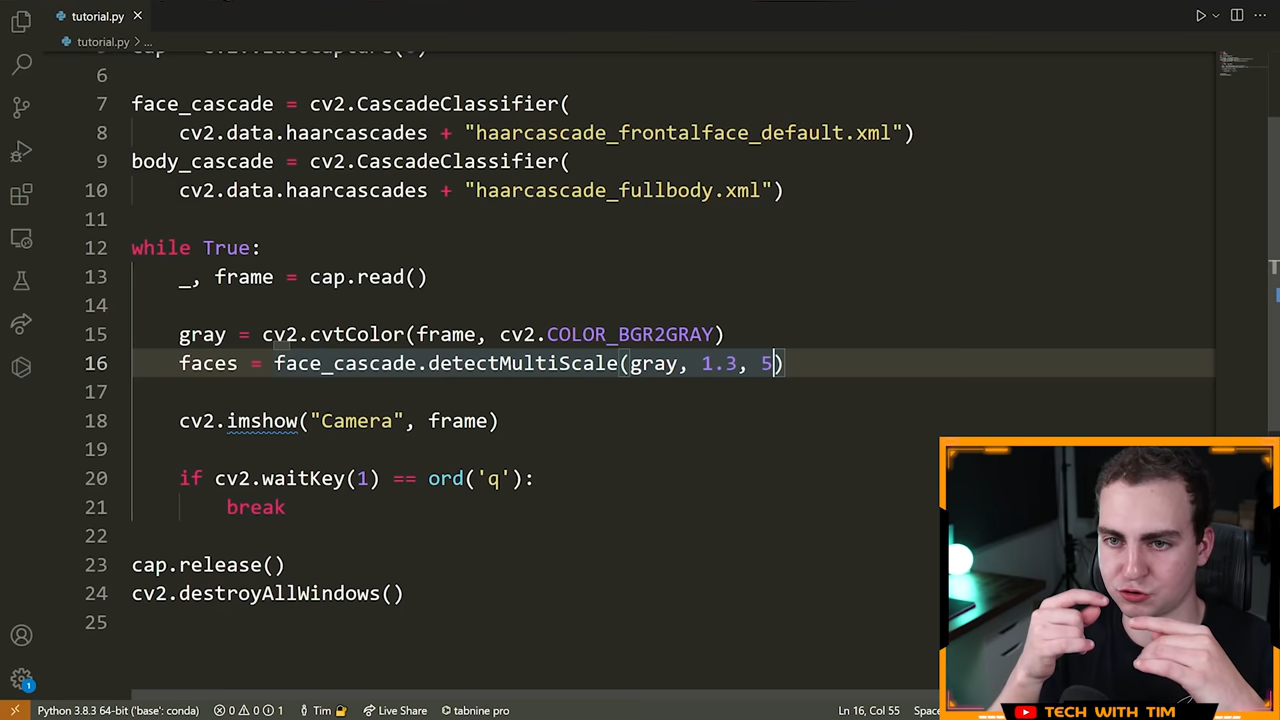 tutorial.py
tutorial.py > ...
6
7 face_cascade = cv2.CascadeClassifier(
8 cv2.data.haarcascades + "haarcascade_frontalface_default.xml")
9 body_cascade = cv2.CascadeClassifier(
10 cv2.data.haarcascades + "haarcascade_fullbody.xml")
11
12 while True:
13 _, frame = cap.read()
14
15 gray = cv2.cvtColor(frame, cv2.COLOR_BGR2GRAY)
16 faces = face_cascade.detectMultiScale(gray, 1.3, 5)
17
18 cv2.imshow("Camera", frame)
19
20 if cv2.waitKey(1) == ord('q'):
21 break
22
23 cap.release()
24 cv2.destroyAllWindows()
25
TECH WITH TIM
1 Python 3.8.3 64-bit ('base': conda) 0 0 1 Tim Live Share tabnine pro Ln 16, Col 55